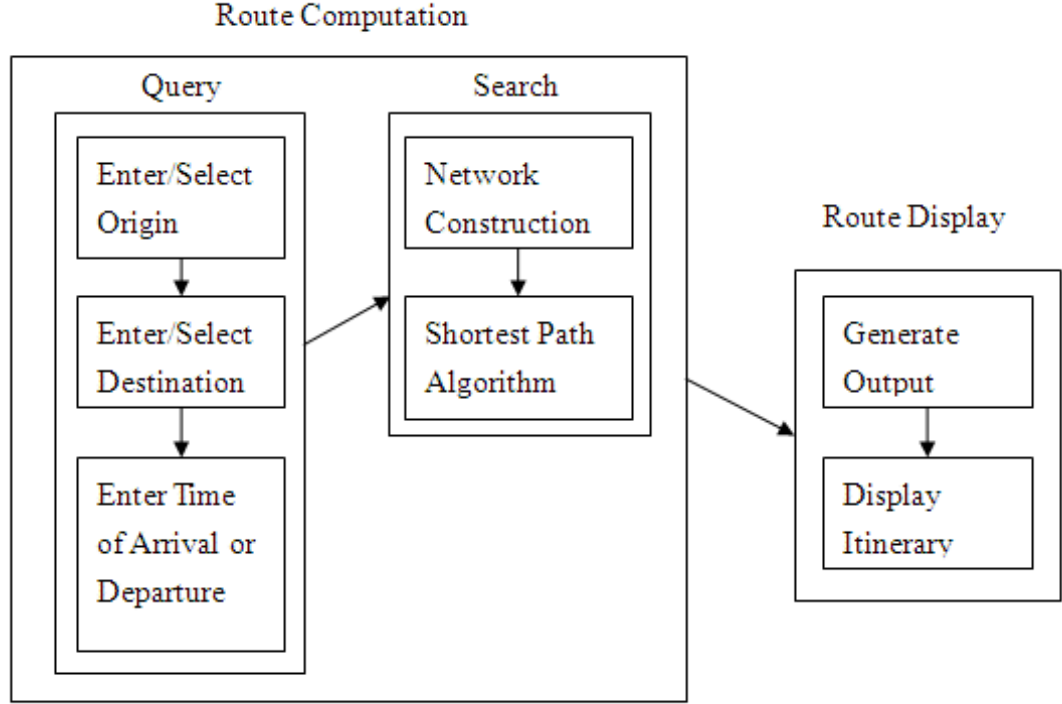 Route Computation
Query
Enter/Select
Origin
Enter/Select
Destination
Enter Time
of Arrival or
Departure
Search
Network
Construction
Shortest Path
Algorithm
Route Display
Generate
Output
Display
Itinerary